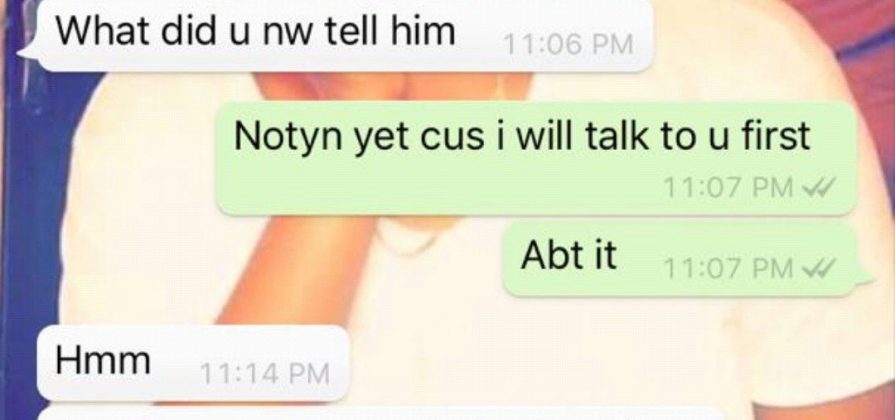 What did u nw tell him 11:06 PM
Notyn yet cus i will talk to u first
11:07 PM
Abt it 11:07 PM
Hmm 11:14 PM